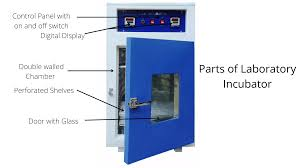 Control Panel with
on and off switch
Digital Display
Double walled
Chamber
Perforated Shelves
Door with Glass
Parts of Laboratory
Incubator